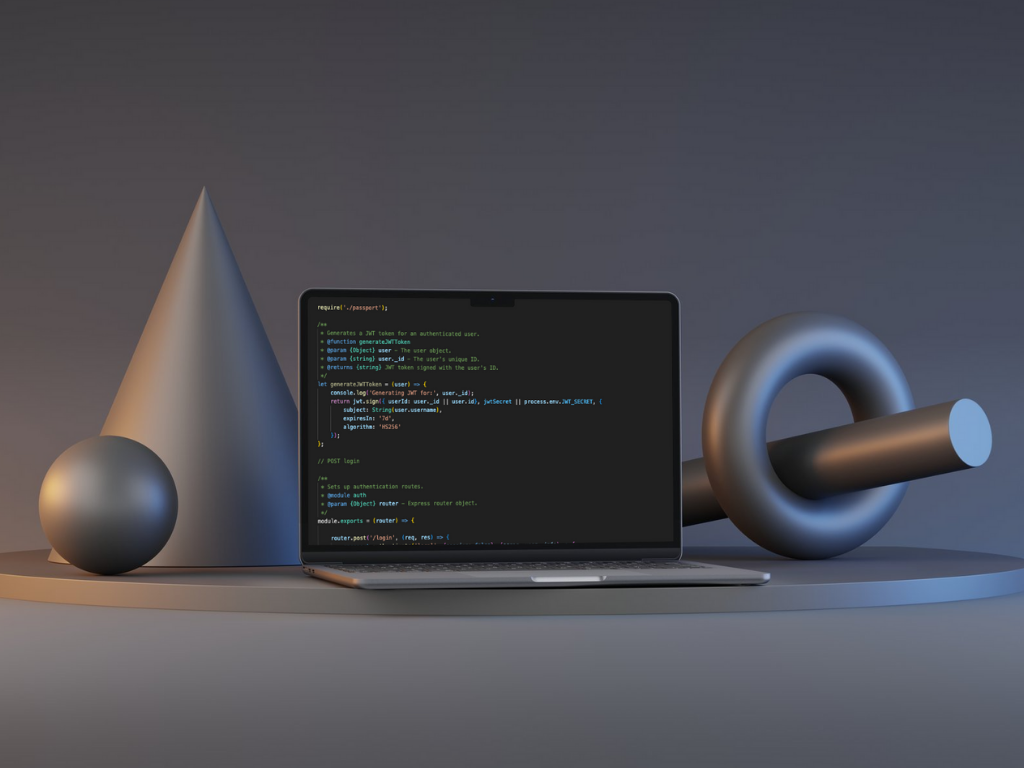 require('./passport');
/**
* Generates a JWT token for an authenticated user.
* @function generateJWTToken
* @param {Object} user - The user object.
* @param {string} user._id - The user's unique ID.
* @returns {string} JWT token signed with the user's ID.
*/
let generateJWTToken = (user) => {
console.log('Generating JWT for:', user._id);
return jwt.sign({ userId: user._id || user.id}, jwtSecret || process.env.JWT_SECRET, {
subject: String(user.username),
expiresIn: '7d',
algorithm: 'HS256'
});
};
// POST login
/**
* Sets up authentication routes.
* @module auth
* @param {Object} router - Express router object.
*/
module.exports = (router) => {
router.post('/login', (req, res) => {